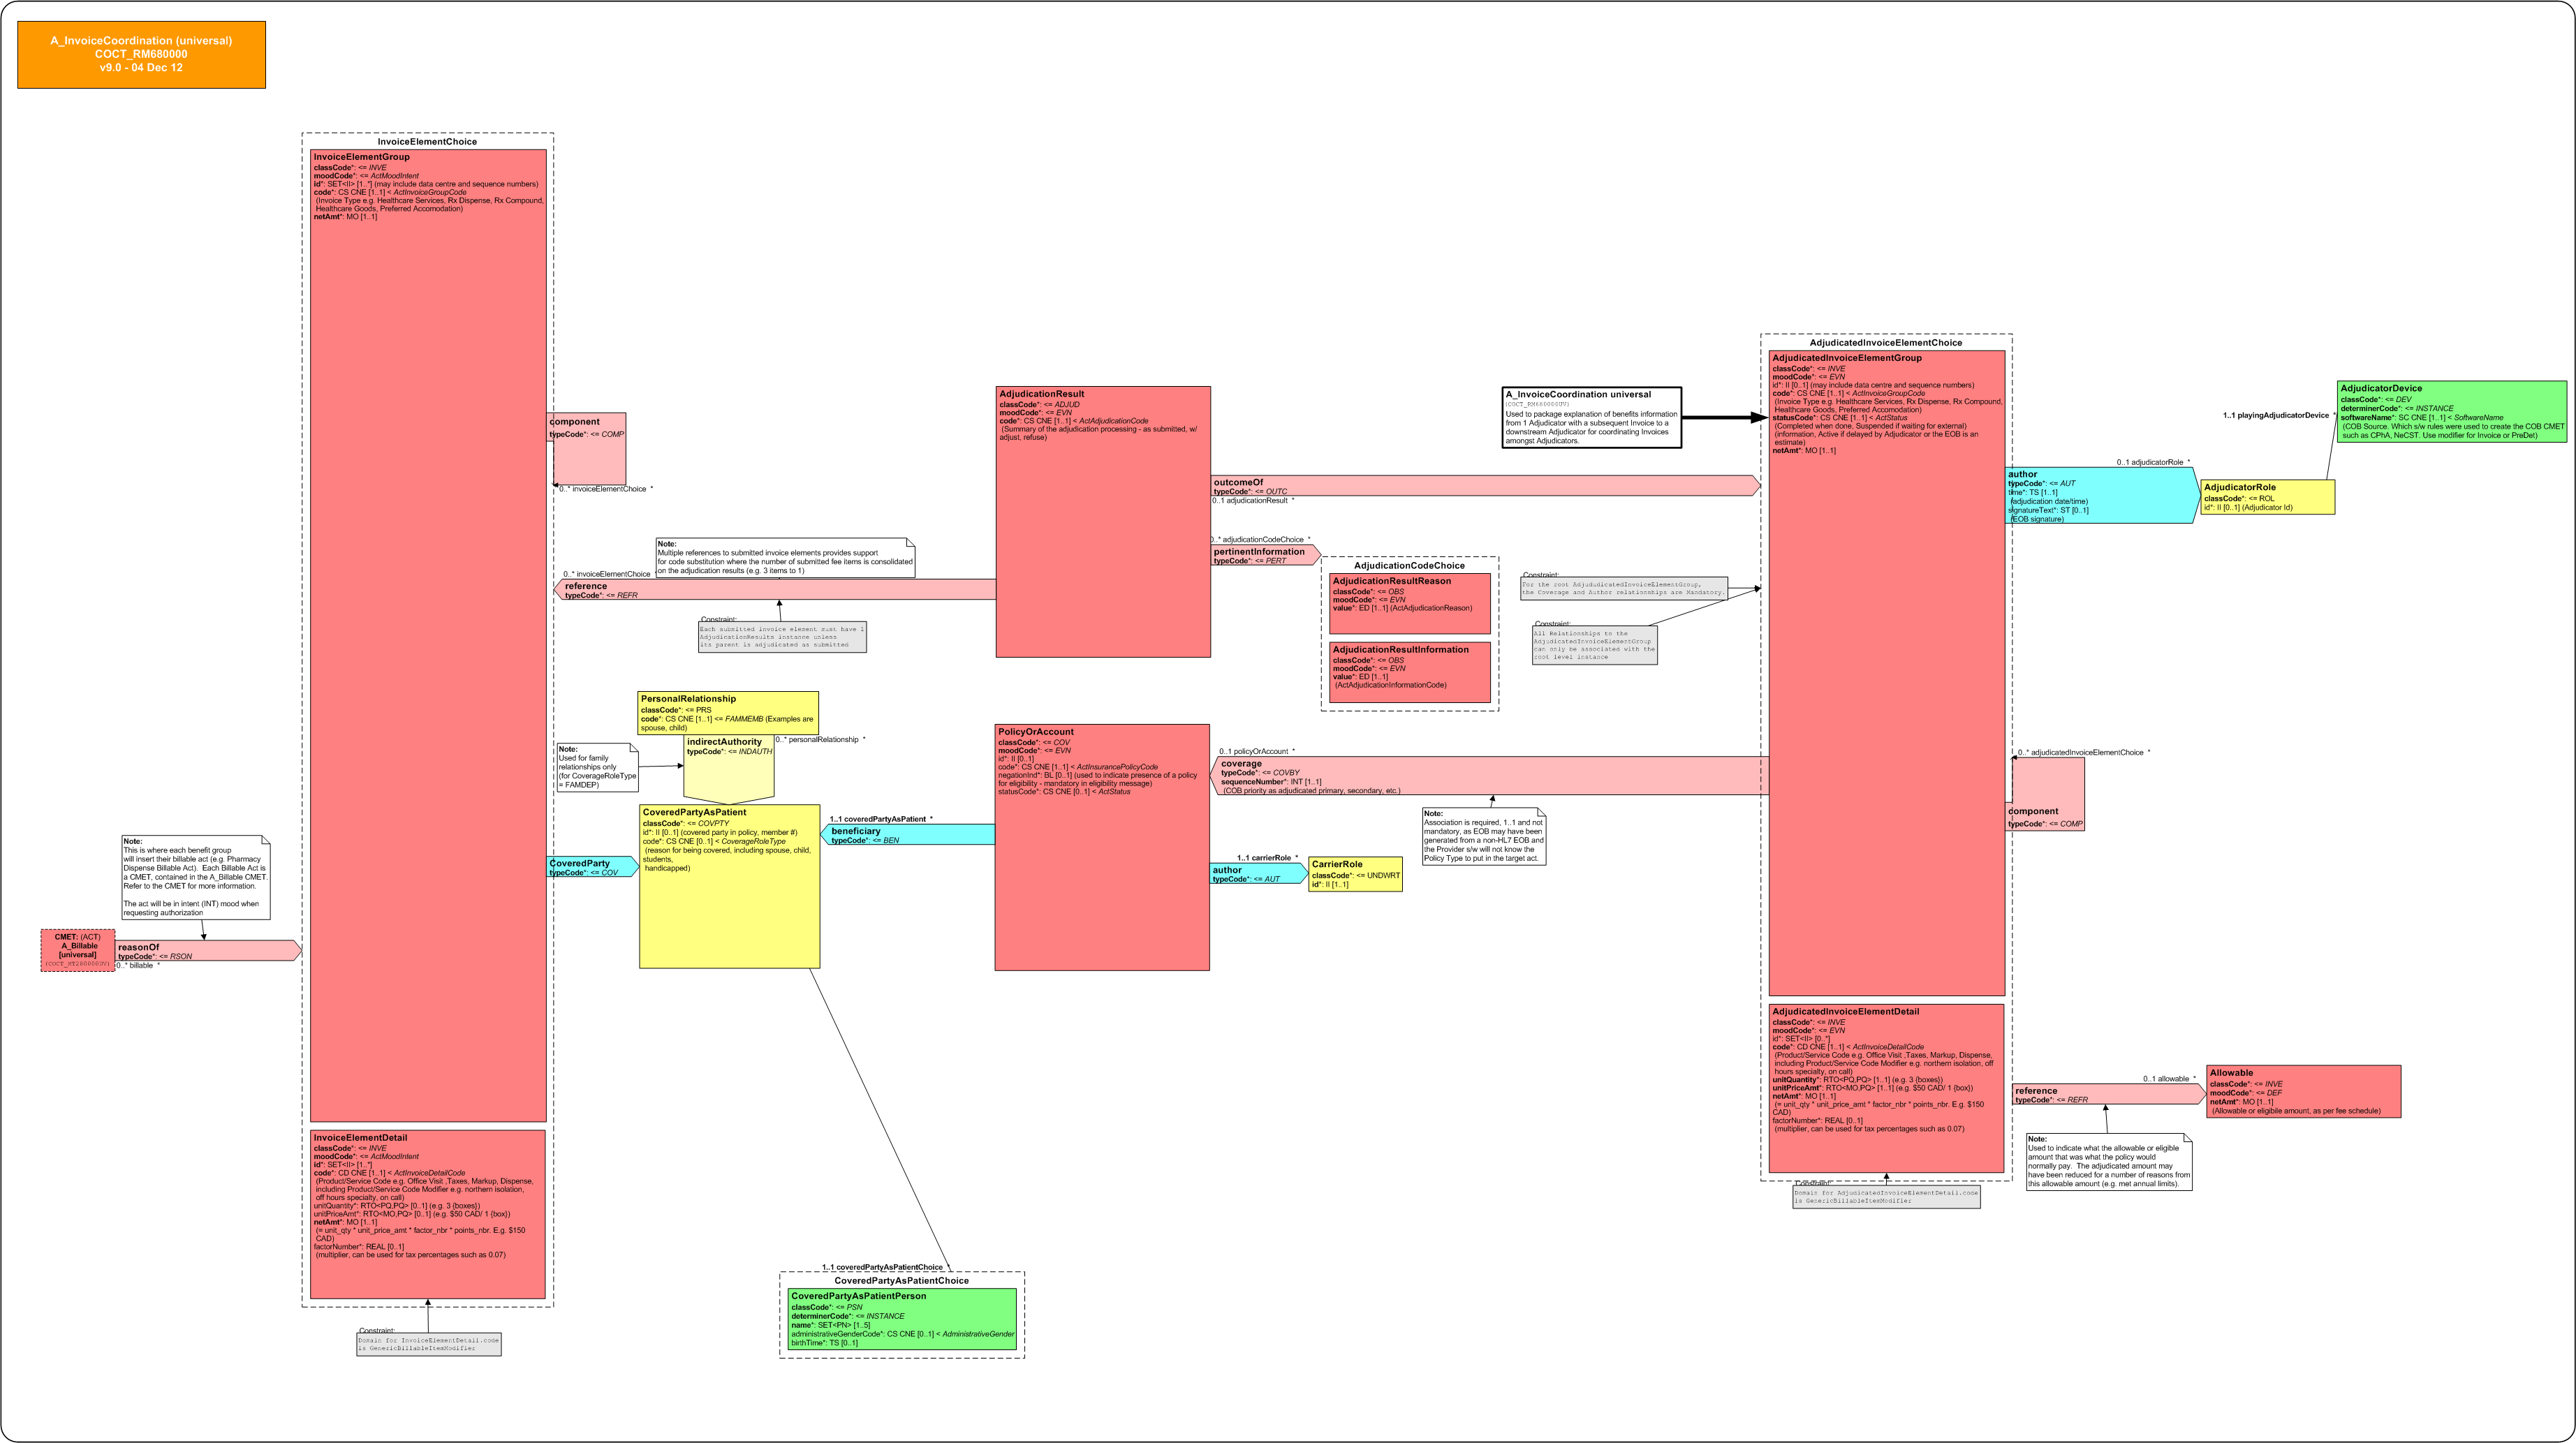 A_InvoiceCoordination (universal)
COCT_RM680000
v9.0 - 04 Dec 12
InvoiceElementChoice
InvoiceElementGroup
classCode*: <= INVE
moodCode*: <= ActMoodIntent
id*: SET<II> [1..*] (may include data centre and sequence numbers)
code*: CS CNE [1..1] < ActInvoiceGroupCode
(Invoice Type e.g. Healthcare Services, Rx Dispense, Rx Compound,
Healthcare Goods, Preferred Accomodation)
netAmt*: MO [1..1]
component
typeCode*: <= COMP
0..* invoiceElementChoice *
Note:
Multiple references to submitted invoice elements provides support
for code substitution where the number of submitted fee items is consolidated
on the adjudication results (e.g. 3 items to 1)
0..* invoiceElementChoice
reference
typeCode*: <= REFR
Constraint:
Each submitted invoice element must have 1
AdjudicationResults instance unless
its parent is adjudicated as submitted
AdjudicationResult
classCode*: <= ADJUD
moodCode*: <= EVN
code*: CS CNE [1..1] < ActAdjudicationCode
(Summary of the adjudication processing - as submitted, w/
adjust, refuse)
outcomeOf
typeCode*: <= OUTC
0..1 adjudicationResult *
0..* adjudicationCodeChoice *
pertinentInformation
typeCode*: <= PERT
AdjudicationCodeChoice
AdjudicationResultReason
classCode*: <= OBS
moodCode*: <= EVN
value*: ED [1..1] (ActAdjudicationReason)
AdjudicationResultInformation
classCode*: <= OBS
moodCode*: <= EVN
value*: ED [1..1]
(ActAdjudicationInformationCode)
A_InvoiceCoordination universal
(COCT_RM680000UV)
Used to package explanation of benefits information
from 1 Adjudicator with a subsequent Invoice to a
downstream Adjudicator for coordinating Invoices
amongst Adjudicators.
Constraint:
For the root AdjududicatedInvoiceElementGroup,
the Coverage and Author relationships are Mandatory.
Constraint:
All Relationships tn the
AdjudicatedInvoiceElementGroup
can only be associated with the
root level instance
AdjudicatedInvoiceElementChoice
AdjudicatedInvoiceElementGroup
classCode*: <= INVE
moodCode*: <= EVN
id*: II [0..1] (may include data centre and sequence numbers)
code*: CS CNE [1..1] < ActInvoiceGroupCode
(Invoice Type e.g. Healthcare Services, Rx Dispense, Rx Compound,
Healthcare Goods, Preferred Accomodation)
statusCode*: CS CNE [1..1] < ActStatus
(Completed when done, Suspended if waiting for external)
(information, Active if delayed by Adjudicator or the EOB is an
estimate)
netAmt*: MO [1..1]
0..1 adjudicatorRole *
author
typeCode*: <= AUT
time*: TS [1..1]
(adjudication date/time)
signatureText*: ST [0..1]
(EOB signature)
AdjudicatorRole
classCode*: <= ROL
id*: II [0..1] (Adjudicator Id)
1..1 playingAdjudicatorDevice *
AdjudicatorDevice
classCode*: <= DEV
determinerCode*: <= INSTANCE
softwareName*: SC CNE [1..1] < SoftwareName
(COB Source. Which s/w rules were used to create the COB CMET
such as CPhA, NeCST. Use modifier for Invoice or PreDet)
PersonalRelationship
classCode*: <= PRS
code*: CS CNE [1..1] <= FAMMEMB (Examples are
spouse, child)
indirectAuthority
typeCode*: <= INDAUTH
0..* personalRelationship *
Note:
Used for family
relationships only
(for CoverageRoleType
= FAMDEP)
CoveredPartyAsPatient
classCode*: <= COVPTY
id*: II [0..1] (covered party in policy, member #)
code*: CS CNE [0..1] < CoverageRoleType
(reason for being covered, including spouse, child,
students,
handicapped)
CoveredParty
typeCode*: <= COV
1..1 coveredPartyAsPatient *
beneficiary
typeCode*: <= BEN
PolicyOrAccount
classCode*: <= COV
moodCode*: <= EVN
id*: II [0..1]
code*: CS CNE [1..1] < ActInsurancePolicyCode
negationInd*: BL [0..1] (used to indicate presence of a policy
for eligibility - mandatory in eligibility message)
statusCode*: CS CNE [0..1] < ActStatus
0..1 policyOrAccount *
coverage
typeCode*: <= COVBY
sequenceNumber*: INT [1..1]
(COB priority as adjudicated primary, secondary, etc.)
Note:
Association is required, 1..1 and not
mandatory, as EOB may have been
generated from a non-HL7 EOB and
the Provider s/w will not know the
Policy Type to put in the target act.
1..1 carrierRole *
author
typeCode*: <= AUT
CarrierRole
classCode*: <= UNDWRT
id*: II [1..1]
0..* adjudicatedInvoiceElementChoice *
component
typeCode*: <= COMP
Note:
This is where each benefit group
will insert their billable act (e.g. Pharmacy
Dispense Billable Act). Each Billable Act is
a CMET, contained in the A_Billable CMET.
Refer to the CMET for more information.
The act will be in intent (INT) mood when
requesting authorization
CMET: (ACT)
A_Billable
[universal]
(COCT_MT280000UV)
reasonOf
typeCode*: <= RSON
0..* billable *
AdjudicatedInvoiceElementDetail
classCode*: <= INVE
moodCode*: <= EVN
id*: SET<II> [0..*]
code*: CD CNE [1..1] < ActInvoiceDetailCode
(Product/Service Code e.g. Office Visit ,Taxes, Markup, Dispense,
including Product/Service Code Modifier e.g. northern isolation, off
hours specialty, on call)
unitQuantity*: RTO<PQ,PQ> [1..1] (e.g. 3 {boxes})
unitPriceAmt*: RTO<MO,PQ> [1..1] (e.g. $50 CAD/ 1 {box})
netAmt*: MO [1..1]
(= unit_qty * unit_price_amt * factor_nbr * points_nbr. E.g. $150
CAD)
factorNumber*: REAL [0..1]
(multiplier, can be used for tax percentages such as 0.07)
0..1 allowable *
reference
typeCode*: <= REFR
Allowable
classCode*: <= INVE
moodCode*: <= DEF
netAmt*: MO [1..1]
(Allowable or eligibile amount, as per fee schedule)
Note:
Used to indicate what the allowable or eligible
amount that was what the policy would
normally pay. The adjudicated amount may
have been reduced for a number of reasons from
this allowable amount (e.g. met annual limits).
Constraint:
Domain for AdjudicatedInvoiceElementDetail.code
is GenericBillableItemModifier
InvoiceElementDetail
classCode*: <= INVE
moodCode*: <= ActMoodIntent
id*: SET<II> [1..*]
code*: CD CNE [1..1] < ActInvoiceDetailCode
(Product/Service Code e.g. Office Visit ,Taxes, Markup, Dispense,
including Product/Service Code Modifier e.g. northern isolation,
off hours specialty, on call)
unitQuantity*: RTO<PQ,PQ> [0..1] (e.g. 3 {boxes})
unitPriceAmt*: RTO<MO,PQ> [0..1] (e.g. $50 CAD/ 1 {box})
netAmt*: MO [1..1]
(= unit_qty * unit_price_amt * factor_nbr * points_nbr. E.g. $150
CAD)
factorNumber*: REAL [0..1]
(multiplier, can be used for tax percentages such as 0.07)
Constraint:
Domain for InvoiceElementDetail.code
is GenericBillableItemModifier
1..1 coveredPartyAsPatientChoice *
CoveredPartyAsPatientChoice
CoveredPartyAsPatientPerson
classCode*: <= PSN
determinerCode*: <= INSTANCE
name*: SET<PN> [1..5]
administrativeGenderCode*: CS CNE [0..1] < AdministrativeGender
birthTime*: TS [0..1]